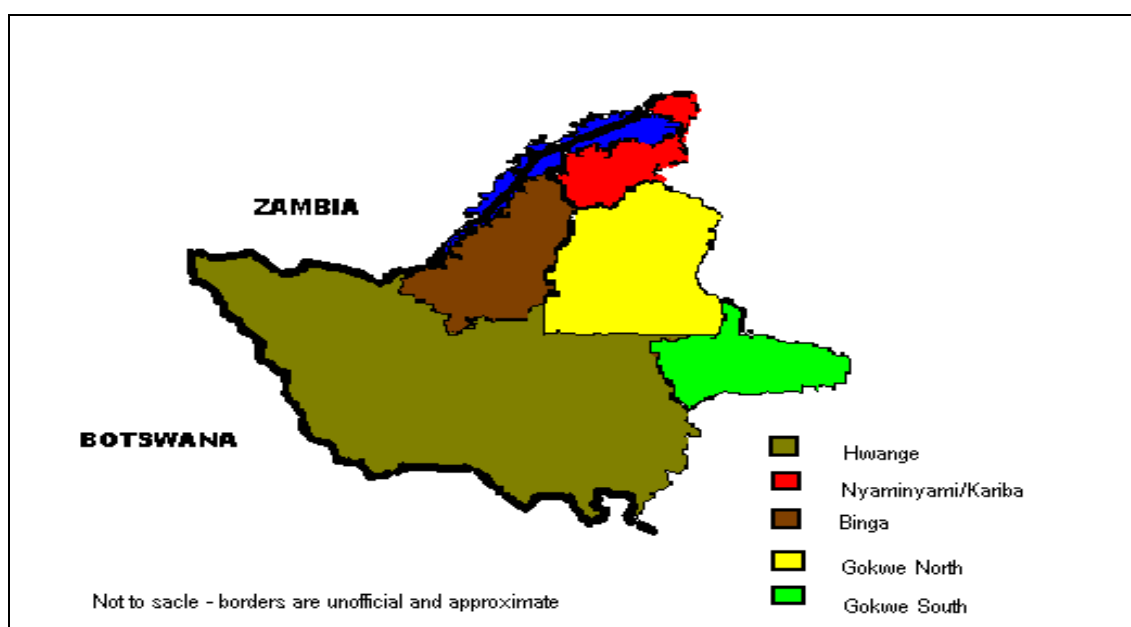 ZAMBIA
BOTSWANA
Hwange
Nyaminyami/Kariba
Binga
Gokwe North
Gokwe South
Not to sacle - borders are unofficial and approximate